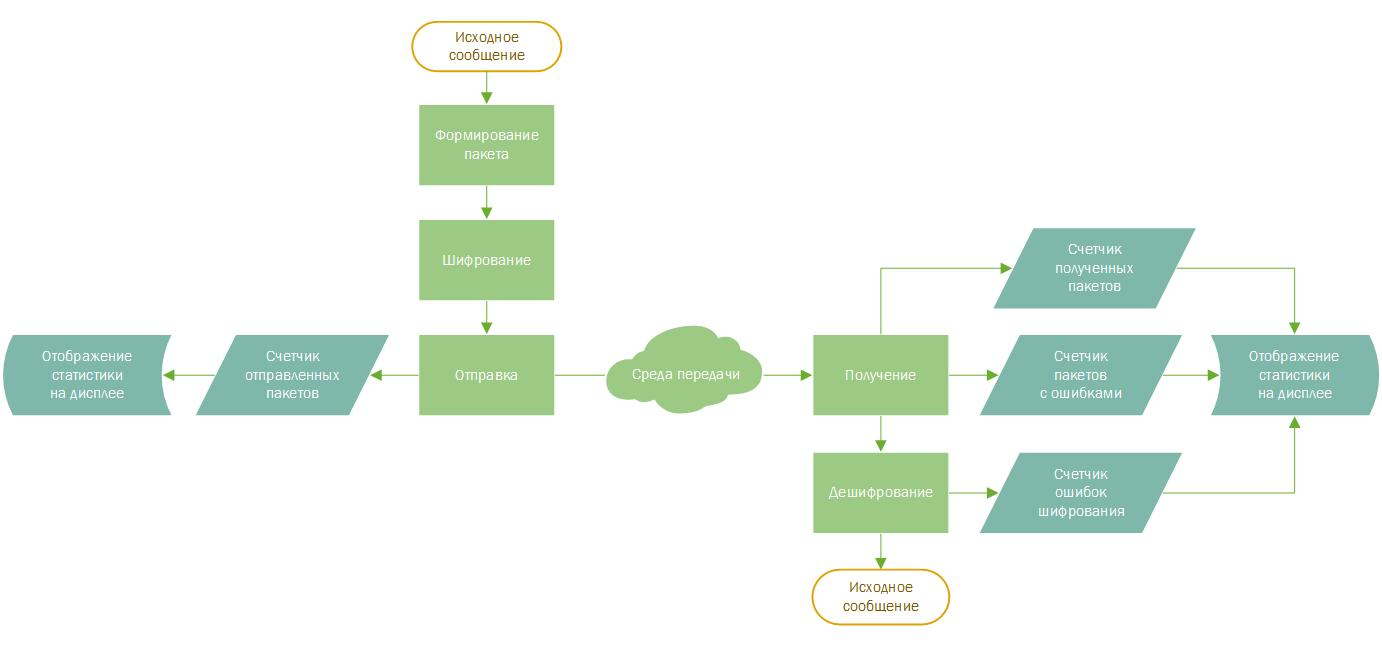 Исходное
сообщение
Формирование
пакета
Шифрование
Отправка
Счетчик
отправленных
пакетов
Отображение
статистики
на дисплее
Среда передачи
Получение
Счетчик
полученных
пакетов
Счетчик
пакетов
с ошибками
Отображение
статистики
на дисплее
Дешифрование
Счетчик
ошибок
шифрования
Исходное
сообщение